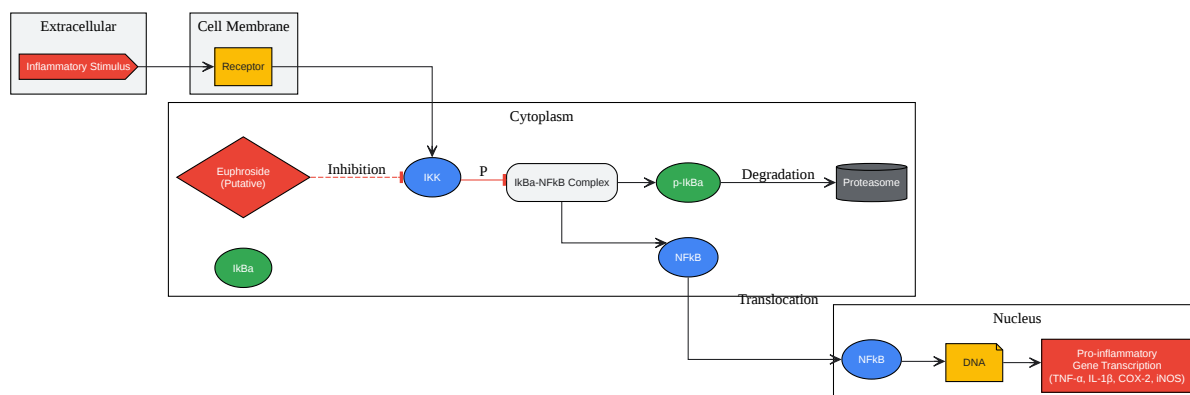 Extracellular
Cell Membrane
Inflammatory Stimulus
Receptor
Cytoplasm
Euphroside
(Putative)
Inhibition
IKK
P
IkBa-NFkB Complex
p-IkBa
Degradation
Proteasome
IkBa
NFkB
Translocation
Nucleus
NFkB
DNA
Pro-inflammatory
Gene Transcription
(TNF-α, IL-1β, COX-2, iNOS)